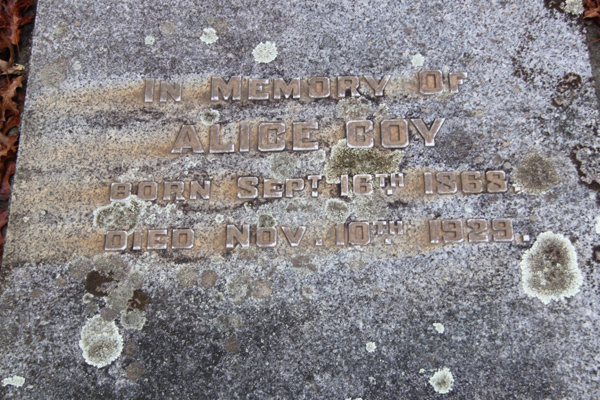 In Memory Of
ALICE COY
BORN SEPT. 16TH 1868.
DIED NOV. 10TH 1929.